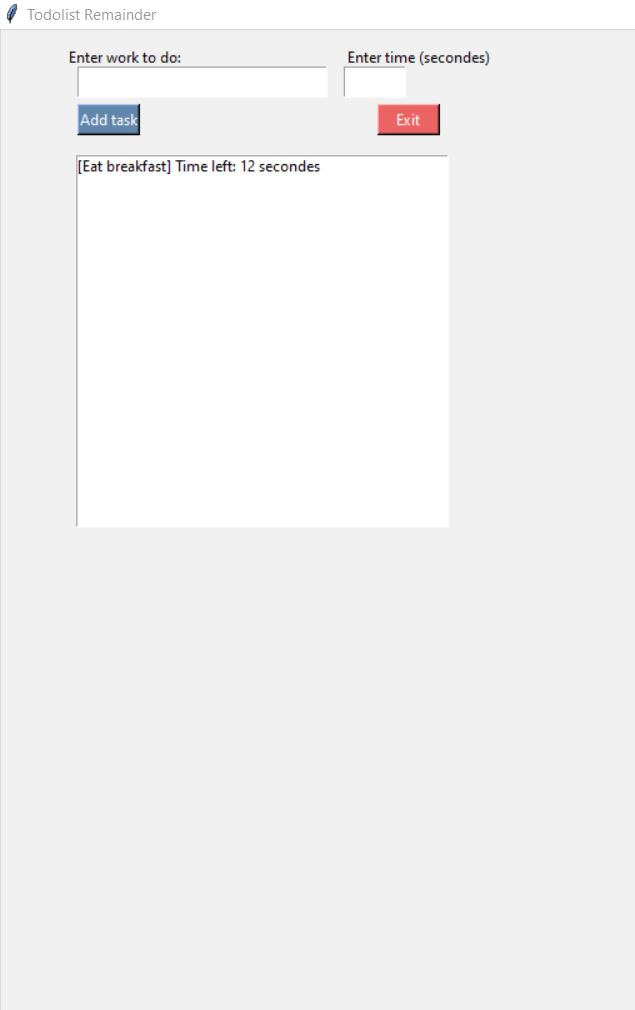 Todolist Remainder
Enter work to do: Enter time (secondes)
Add task Exit
[Eat breakfast] Time left: 12 secondes